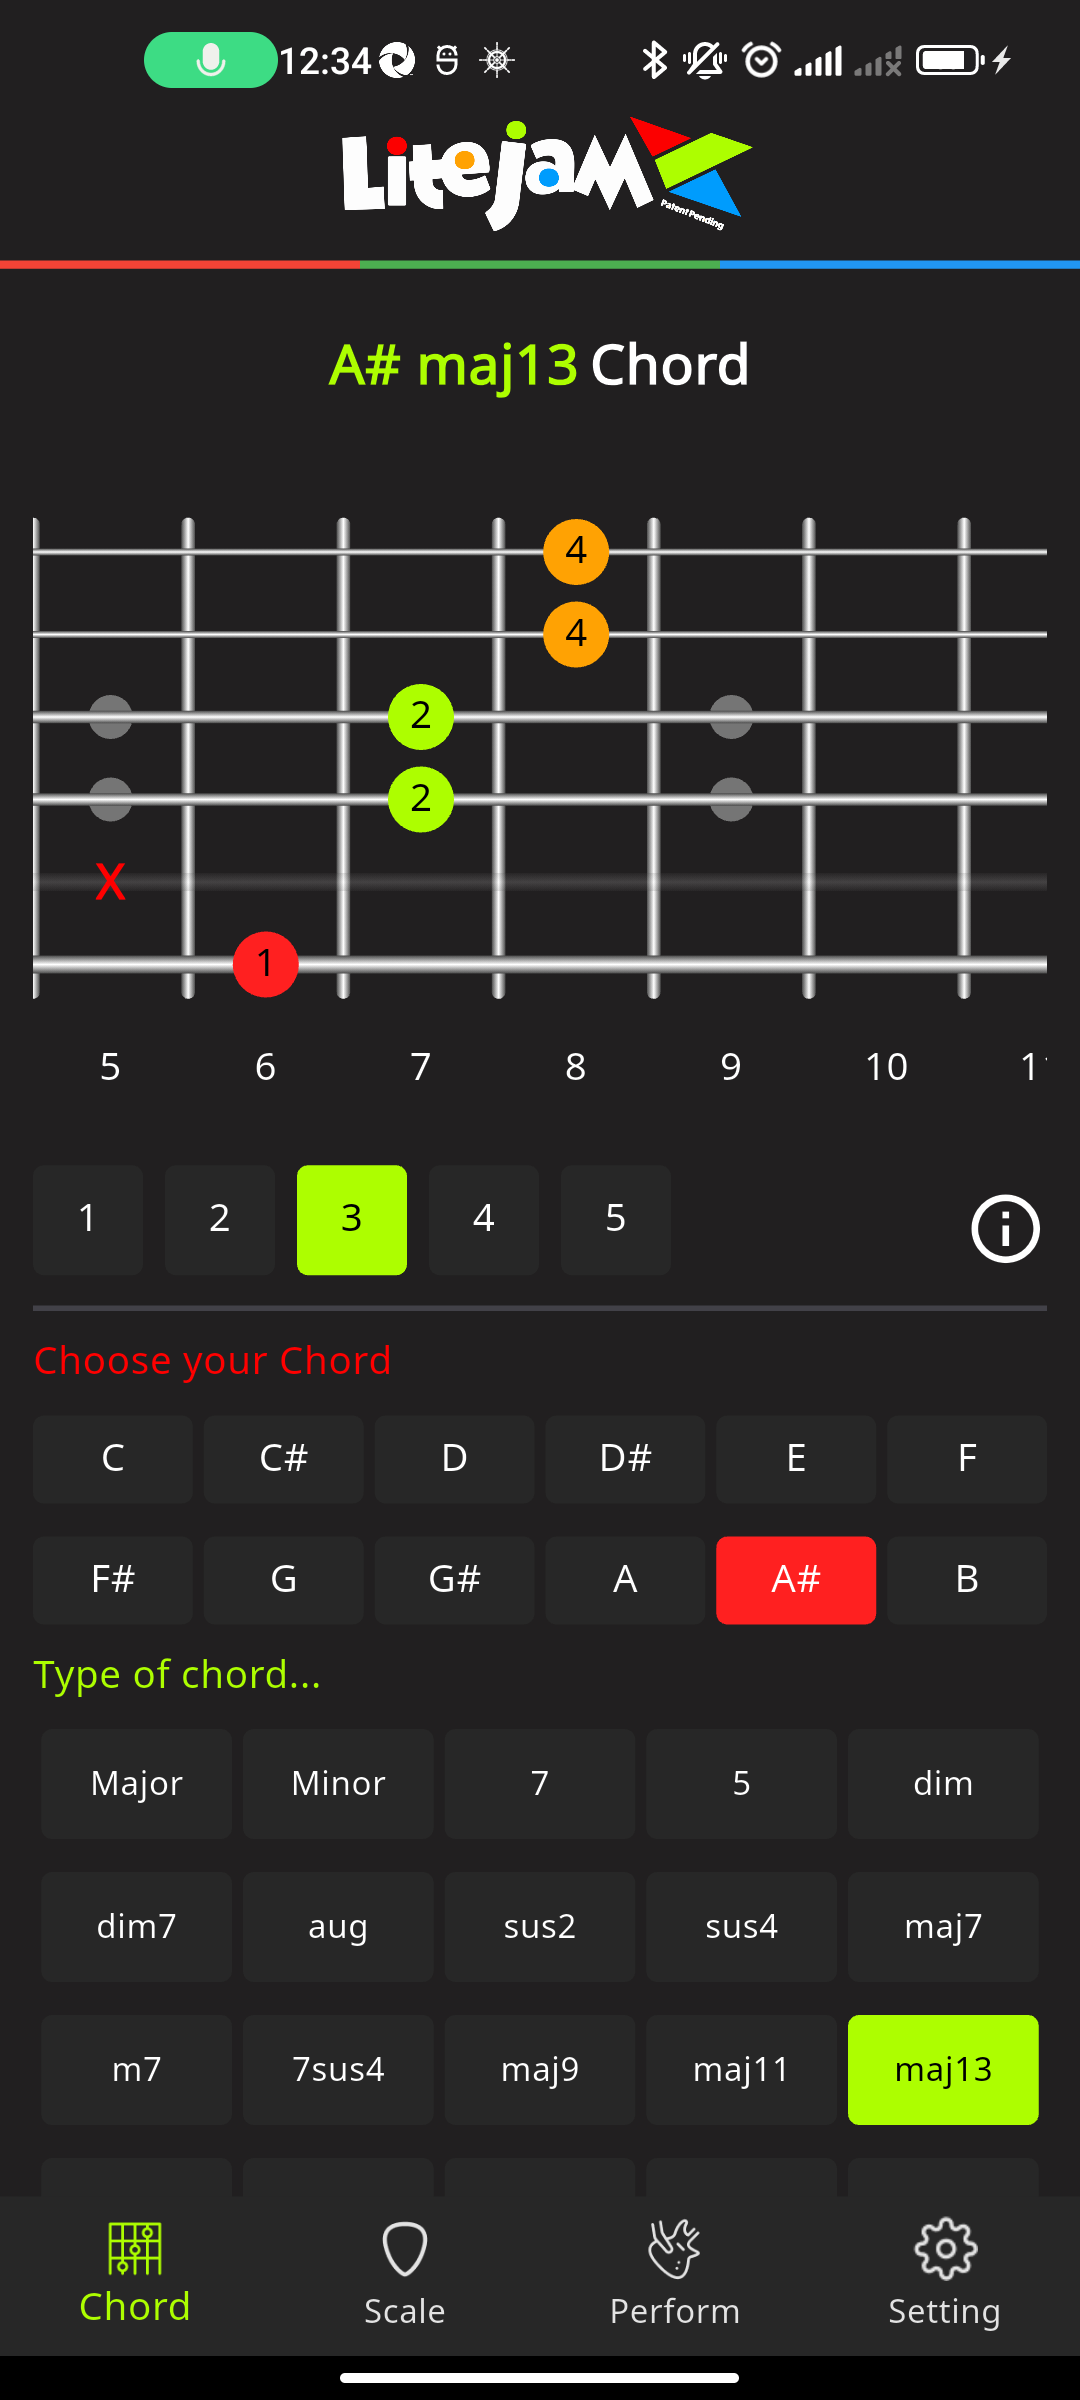 12:34
Litejam
Patent Pending
A# maj13 Chord
4
4
2
2
X
1
5 6 7 8 9 10
1 2 3 4 5
Choose your Chord
C C# D D# E F
F# G G# A A# B
Type of chord...
Major Minor 7 5 dim
dim7 aug sus2 sus4 maj7
m7 7sus4 maj9 maj11 maj13
Chord Scale Perform Setting